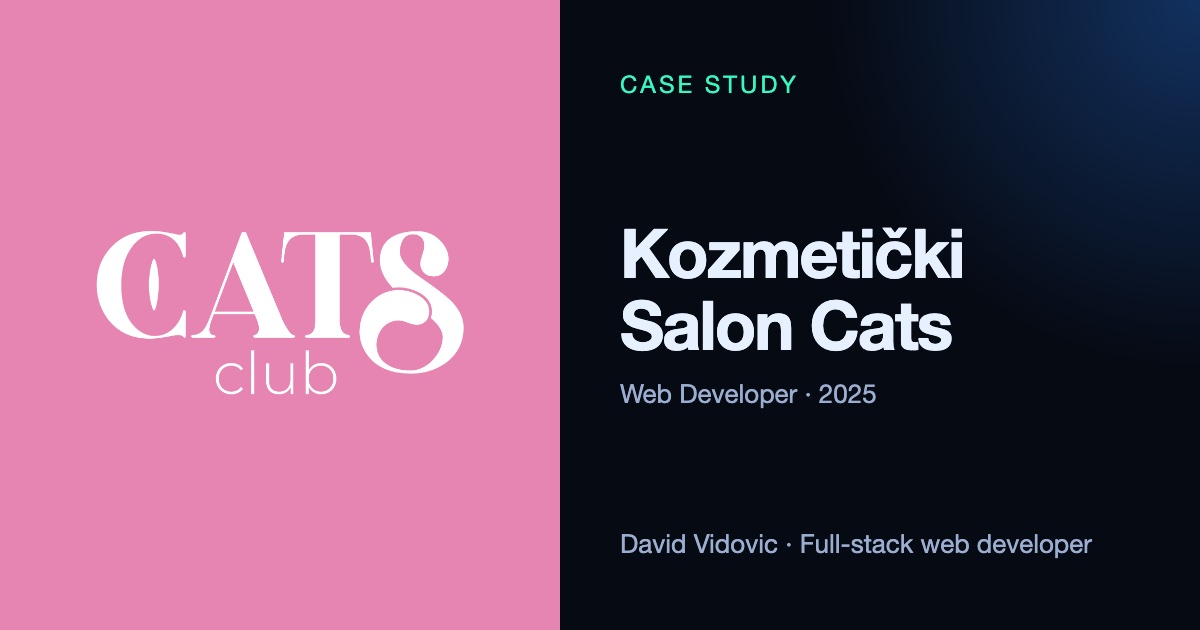 CATS
club
CASE STUDY
Kozmetički
Salon Cats
Web Developer · 2025
David Vidovic · Full-stack web developer